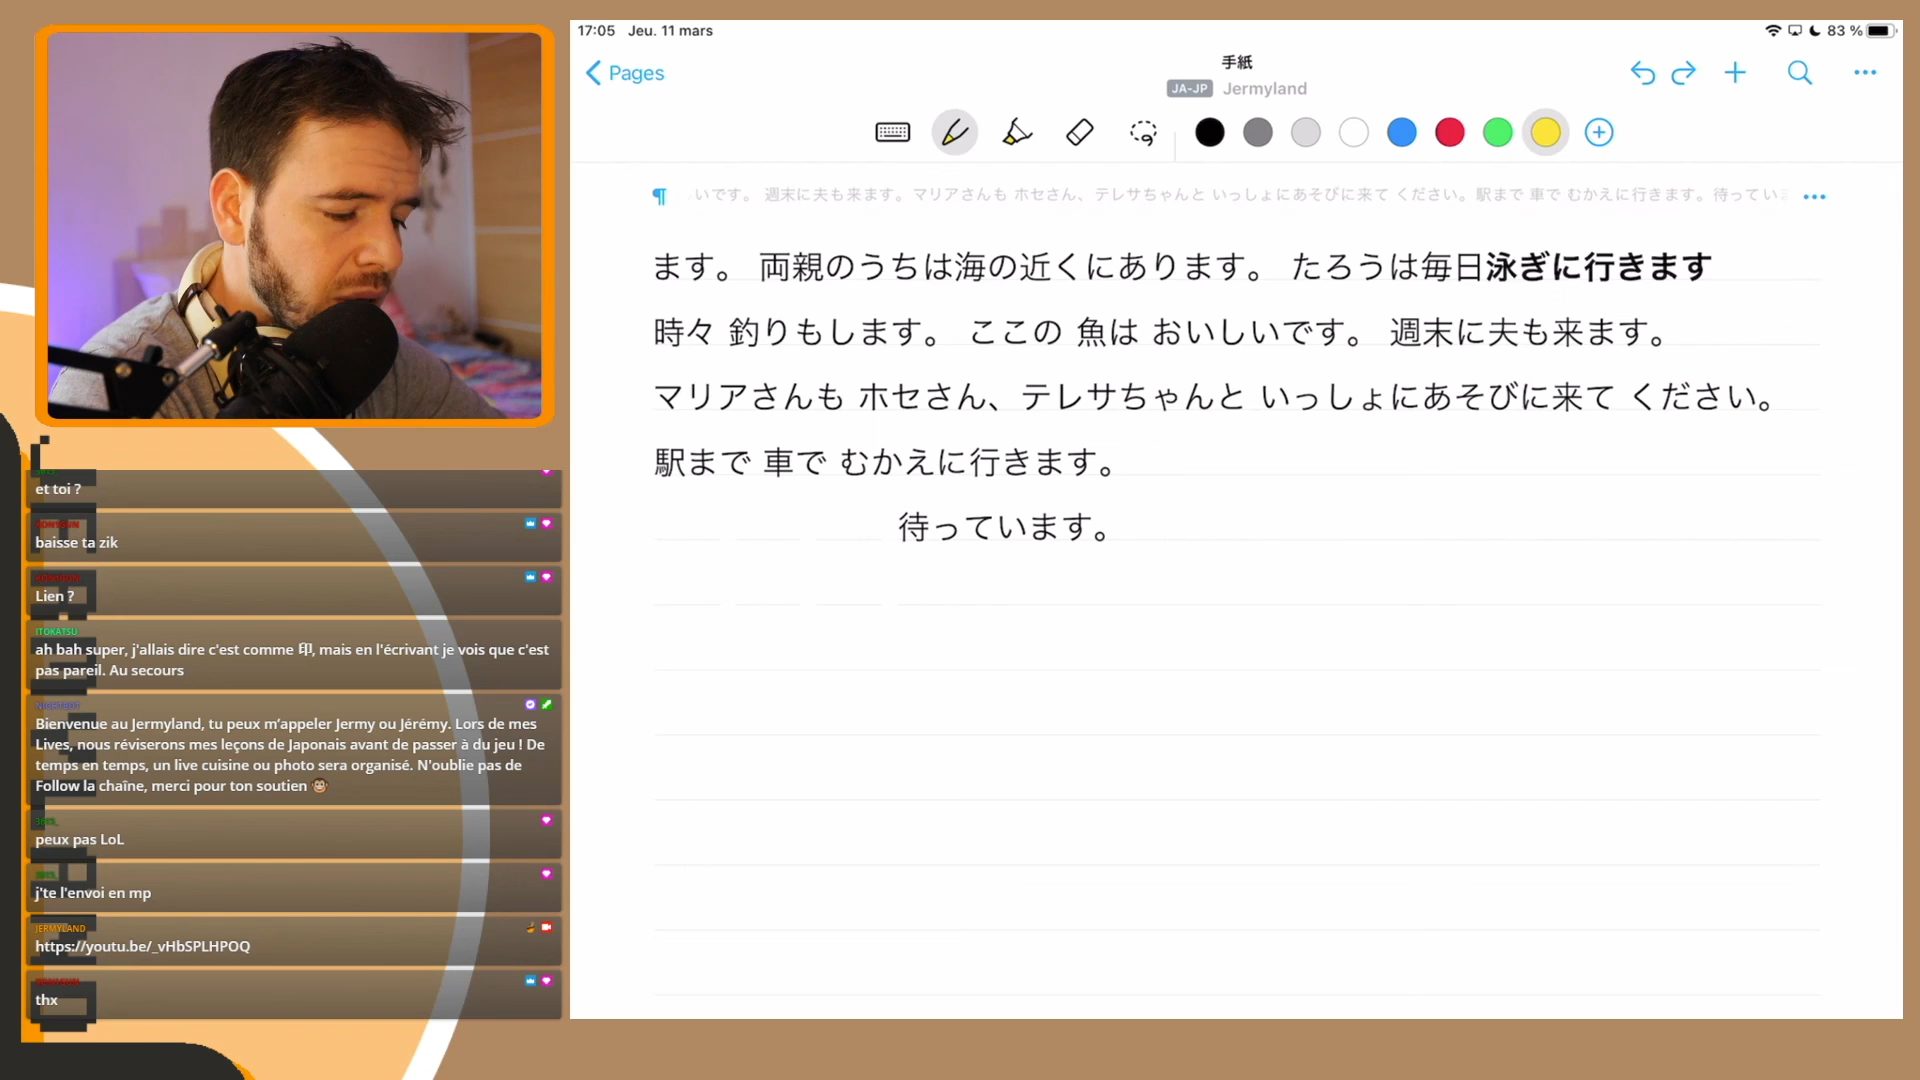 17:05 Jeu. 11 mars
83 %
Pages
手紙
JA-JP Jermyland
いです。 週末に夫も来ます。マリアさんも ホセさん、テレサちゃんと いっしょにあそびに来て ください。駅まで 車で むかえに行きます。待ってい
ます。 両親のうちは海の近くにあります。 たろうは毎日泳ぎに行きます
時々 釣りもします。 ここの 魚は おいしいです。 週末に夫も来ます。
マリアさんも ホセさん、テレサちゃんと いっしょにあそびに来て ください。
駅まで 車で むかえに行きます。
待っています。
et toi ?
baisse ta zik
Lien ?
ITOKATSU
ah bah super, j'allais dire c'est comme 印, mais en l'écrivant je vois que c'est
pas pareil. Au secours
NIGHTBOT
Bienvenue au Jermyland, tu peux m’appeler Jermy ou Jérémy. Lors de mes
Lives, nous réviserons mes leçons de Japonais avant de passer à du jeu ! De
temps en temps, un live cuisine ou photo sera organisé. N'oublie pas de
Follow la chaîne, merci pour ton soutien
peux pas LoL
j'te l'envoi en mp
JERMYLAND
https://youtu.be/_vHbSPLHPOQ
thx